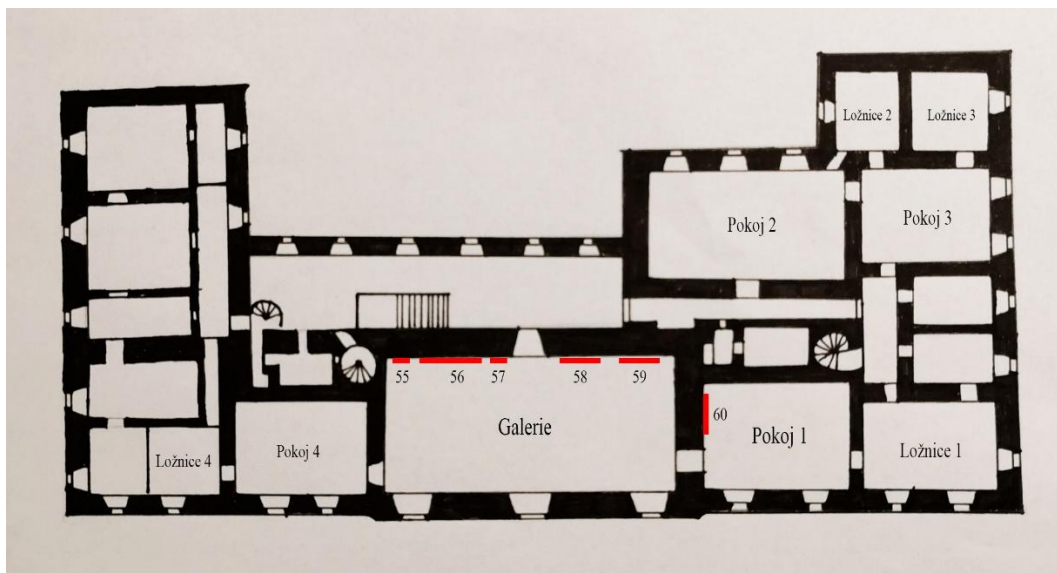 Ložnice 2
Ložnice 3
Pokoj 2
Pokoj 3
55
56
57
58
59
60
Galerie
Pokoj 1
Ložnice 1
Pokoj 4
Ložnice 4